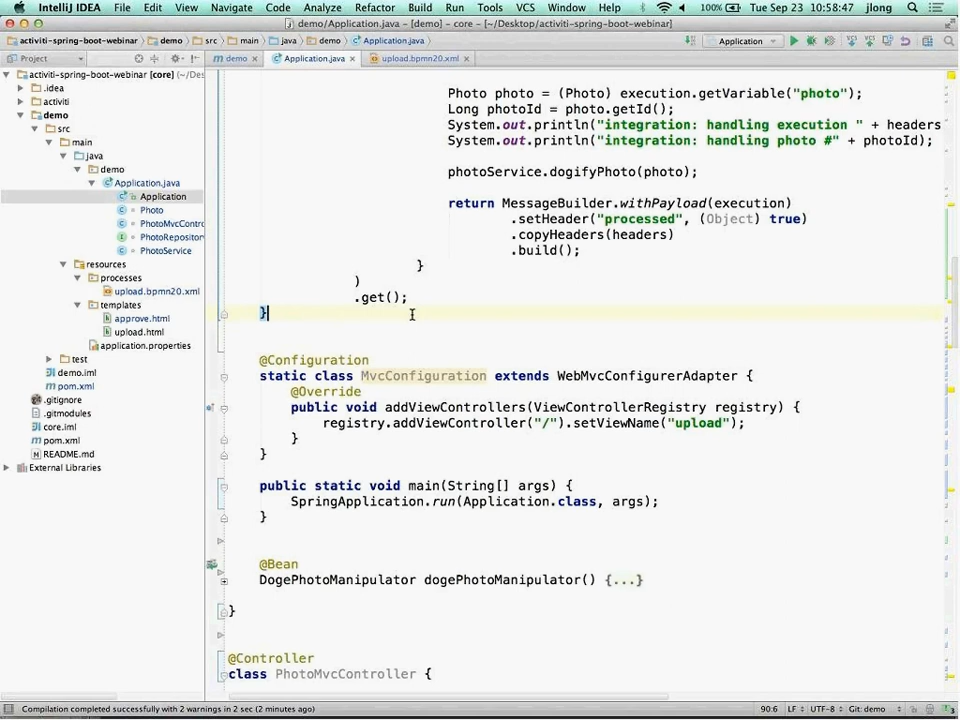 IntelliJ IDEA File Edit View Navigate Code Analyze Refactor Build Run Tools VCS Window Help 100% Tue Sep 23 10:58:47 jlong
demo/Application.java - [demo] - core - [~/Desktop/activiti-spring-boot-webinar]
activiti-spring-boot-webinar demo src main java demo Application.java Application
Project
demo Application.java upload.bpmn20.xml
activiti-spring-boot-webinar [core] (~/Des
.idea
activiti
demo
src
main
java
demo
Application.java
Application
Photo
PhotoMvcContro
PhotoRepository
PhotoService
resources
processes
upload.bpmn20.xml
templates
approve.html
upload.html
application.properties
test
demo.iml
pom.xml
.gitignore
.gitmodules
core.iml
pom.xml
README.md
External Libraries
Photo photo = (Photo) execution.getVariable("photo");
Long photoId = photo.getId();
System.out.println("integration: handling execution " + headers
System.out.println("integration: handling photo #" + photoId);
photoService.dogifyPhoto(photo);
return MessageBuilder.withPayload(execution)
.setHeader("processed", (Object) true)
.copyHeaders(headers)
.build();
}
)
.get();
}
@Configuration
static class MvcConfiguration extends WebMvcConfigurerAdapter {
@Override
public void addViewControllers(ViewControllerRegistry registry) {
registry.addViewController("/").setViewName("upload");
}
}
public static void main(String[] args) {
SpringApplication.run(Application.class, args);
}
@Bean
DogePhotoManipulator dogePhotoManipulator() {...}
}
@Controller
class PhotoMvcController {
Compilation completed successfully with 2 warnings in 2 sec (2 minutes ago) 90:6 LF UTF-8 Git: demo